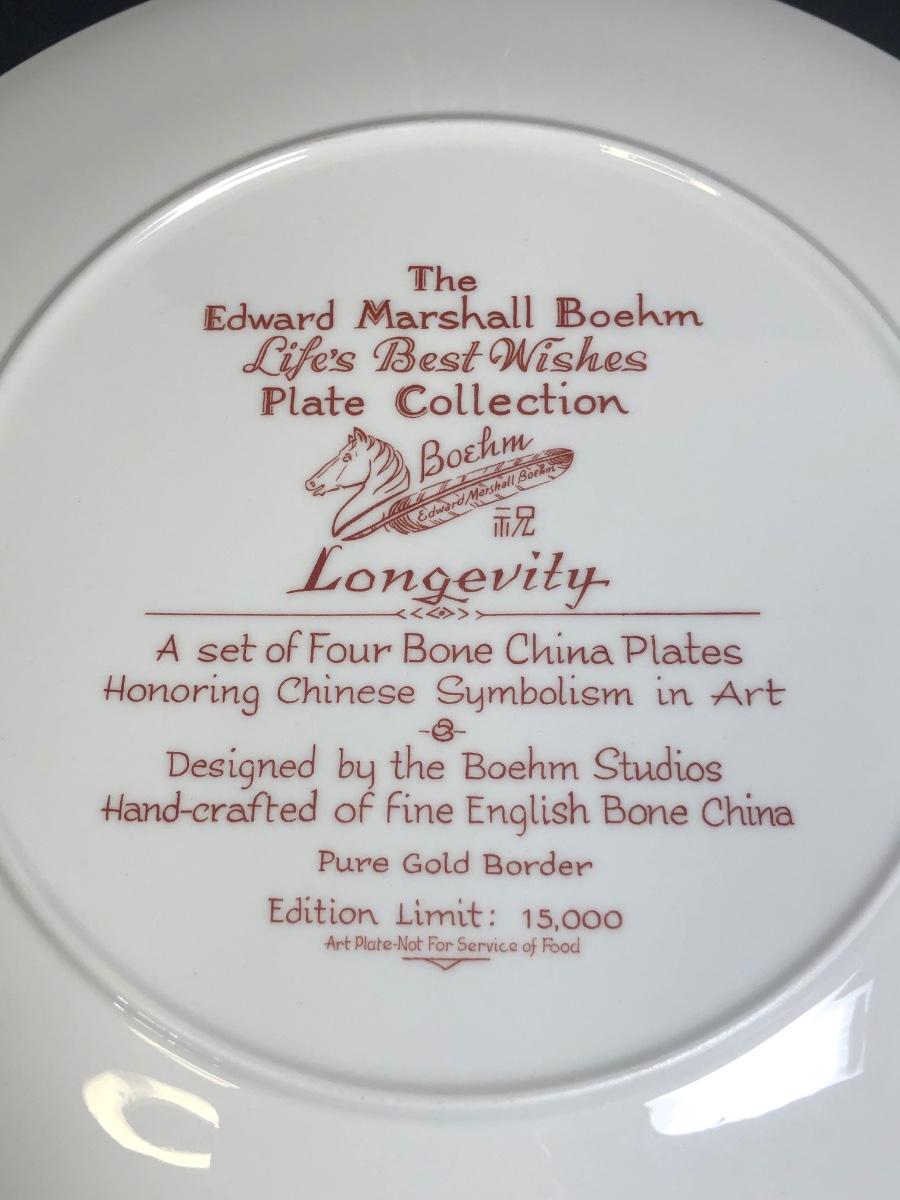 The
Edward Marshall Boehm
Life's Best Wishes
Plate Collection
Boehm
Edward Marshall Boehm
祝
Longevity
A set of Four Bone China Plates
Honoring Chinese Symbolism in Art
Designed by the Boehm Studios
Hand-crafted of fine English Bone China
Pure Gold Border
Edition Limit: 15,000
Art Plate-Not For Service of Food